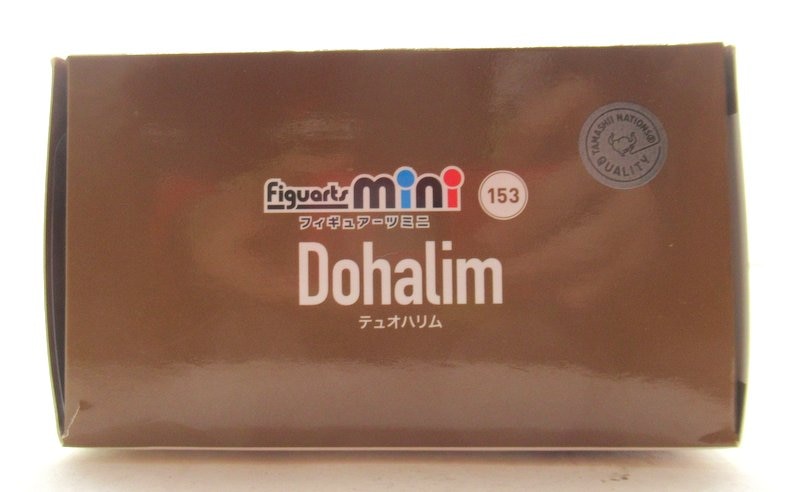 TAMASHII NATIONS®
QUALITY
Figuarts mini 153
フィギュアーツミニ
Dohalim
テュオハリム